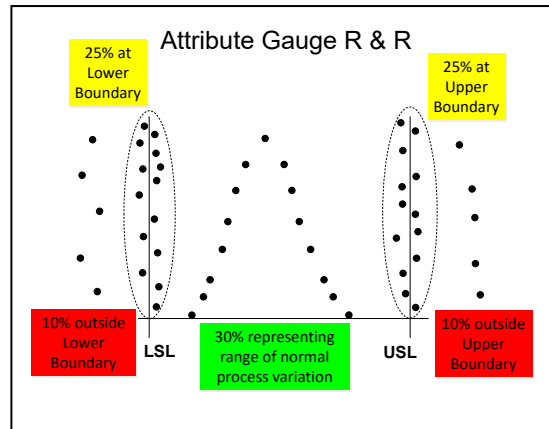 Attribute Gauge R & R
25% at
Lower
Boundary
25% at
Upper
Boundary
10% outside
Lower
Boundary
LSL
30% representing
range of normal
process variation
USL
10% outside
Upper
Boundary